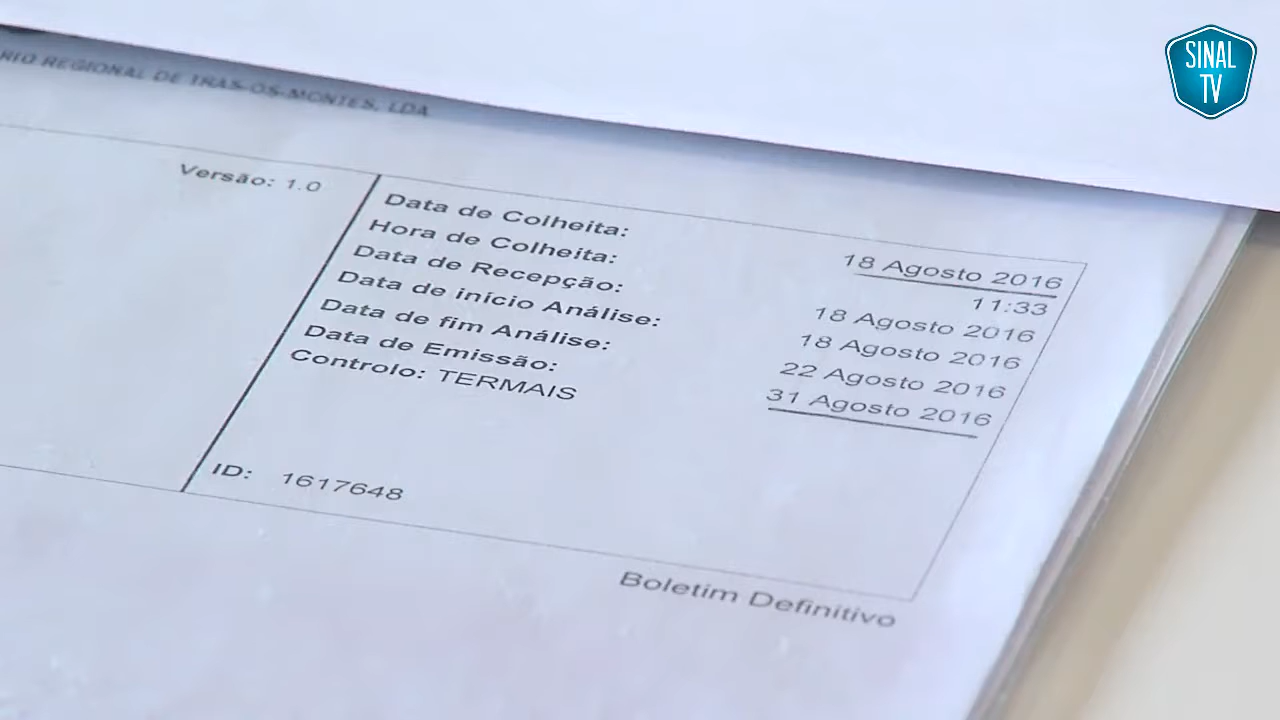 SINAL
TV
REGIONAL DE TRÁS-OS-MONTES, LDA
Versão: 1.0
Data de Colheita: 18 Agosto 2016
Hora de Colheita: 11:33
Data de Recepção: 18 Agosto 2016
Data de início Análise: 18 Agosto 2016
Data de fim Análise: 22 Agosto 2016
Data de Emissão: 31 Agosto 2016
Controlo: TERMAIS
ID: 1617648
Boletim Definitivo